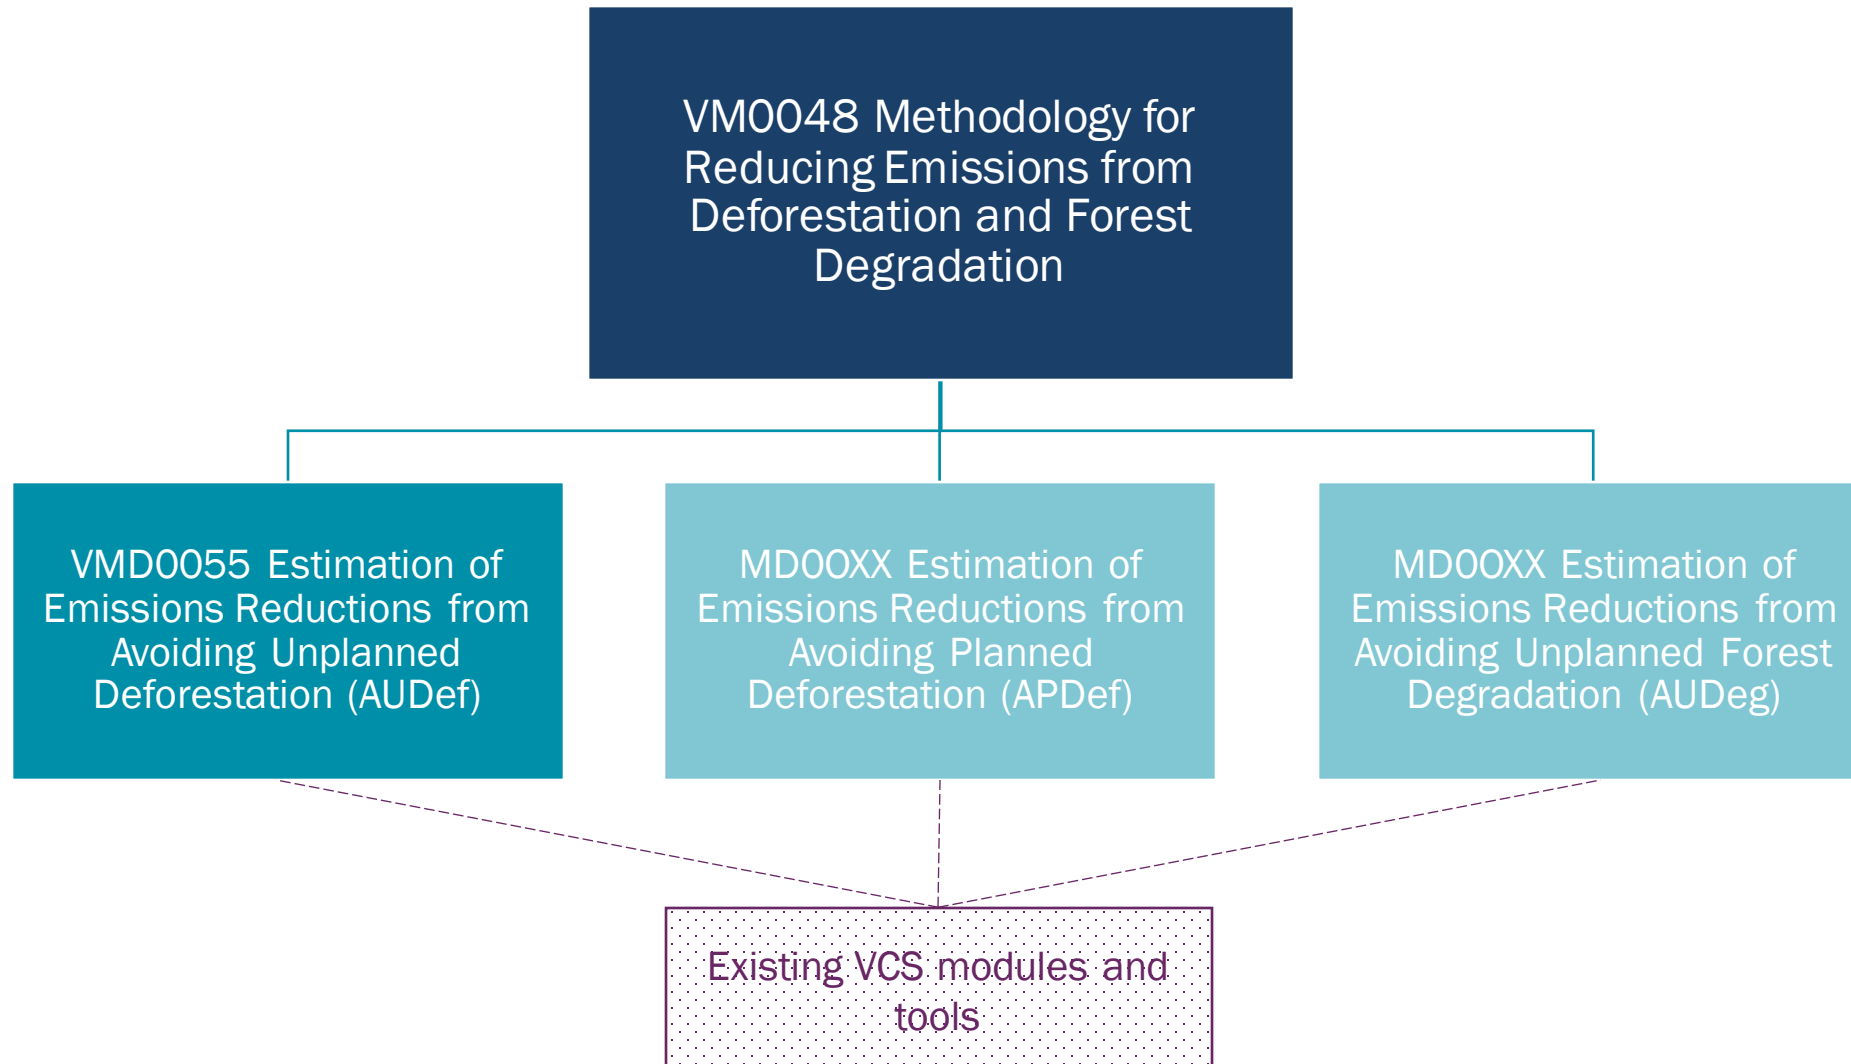 VM0048 Methodology for
Reducing Emissions from
Deforestation and Forest
Degradation
VMD0055 Estimation of
Emissions Reductions from
Avoiding Unplanned
Deforestation (AUDef)
MD00XX Estimation of
Emissions Reductions from
Avoiding Planned
Deforestation (APDef)
MD00XX Estimation of
Emissions Reductions from
Avoiding Unplanned Forest
Degradation (AUDeg)
Existing VCS modules and
tools